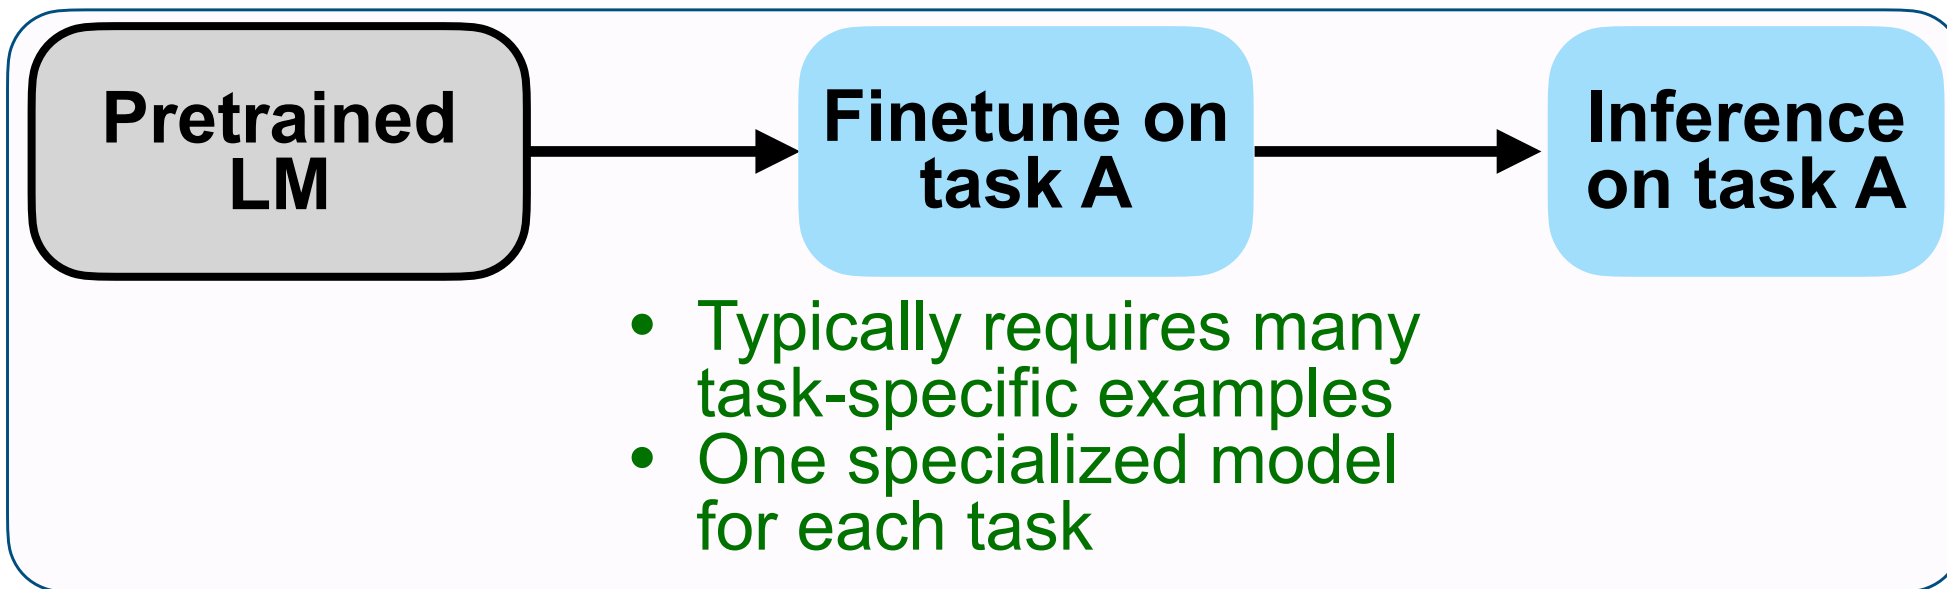 Pretrained
LM
Finetune on
task A
Inference
on task A
• Typically requires many
task-specific examples
• One specialized model
for each task